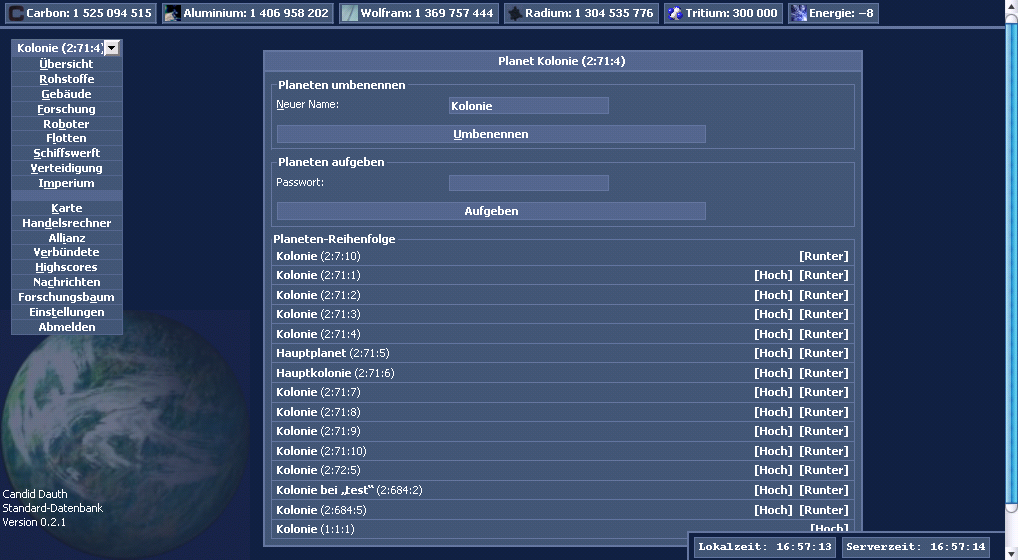 Carbon: 1 525 094 515 Aluminium: 1 406 958 202 Wolfram: 1 369 757 444 Radium: 1 304 535 776 Tritium: 300 000 Energie: −8
Kolonie (2:71:4)
Übersicht
Rohstoffe
Gebäude
Forschung
Roboter
Flotten
Schiffswerft
Verteidigung
Imperium
Karte
Handelsrechner
Allianz
Verbündete
Highscores
Nachrichten
Forschungsbaum
Einstellungen
Abmelden
Candid Dauth
Standard-Datenbank
Version 0.2.1
Planet Kolonie (2:71:4)
Planeten umbenennen
Neuer Name: Kolonie
Umbenennen
Planeten aufgeben
Passwort:
Aufgeben
Planeten-Reihenfolge
Kolonie (2:7:10) [Runter]
Kolonie (2:71:1) [Hoch] [Runter]
Kolonie (2:71:2) [Hoch] [Runter]
Kolonie (2:71:3) [Hoch] [Runter]
Kolonie (2:71:4) [Hoch] [Runter]
Hauptplanet (2:71:5) [Hoch] [Runter]
Hauptkolonie (2:71:6) [Hoch] [Runter]
Kolonie (2:71:7) [Hoch] [Runter]
Kolonie (2:71:8) [Hoch] [Runter]
Kolonie (2:71:9) [Hoch] [Runter]
Kolonie (2:71:10) [Hoch] [Runter]
Kolonie (2:72:5) [Hoch] [Runter]
Kolonie bei „test“ (2:684:2) [Hoch] [Runter]
Kolonie (2:684:5) [Hoch] [Runter]
Kolonie (1:1:1) [Hoch]
Lokalzeit: 16:57:13 Serverzeit: 16:57:14